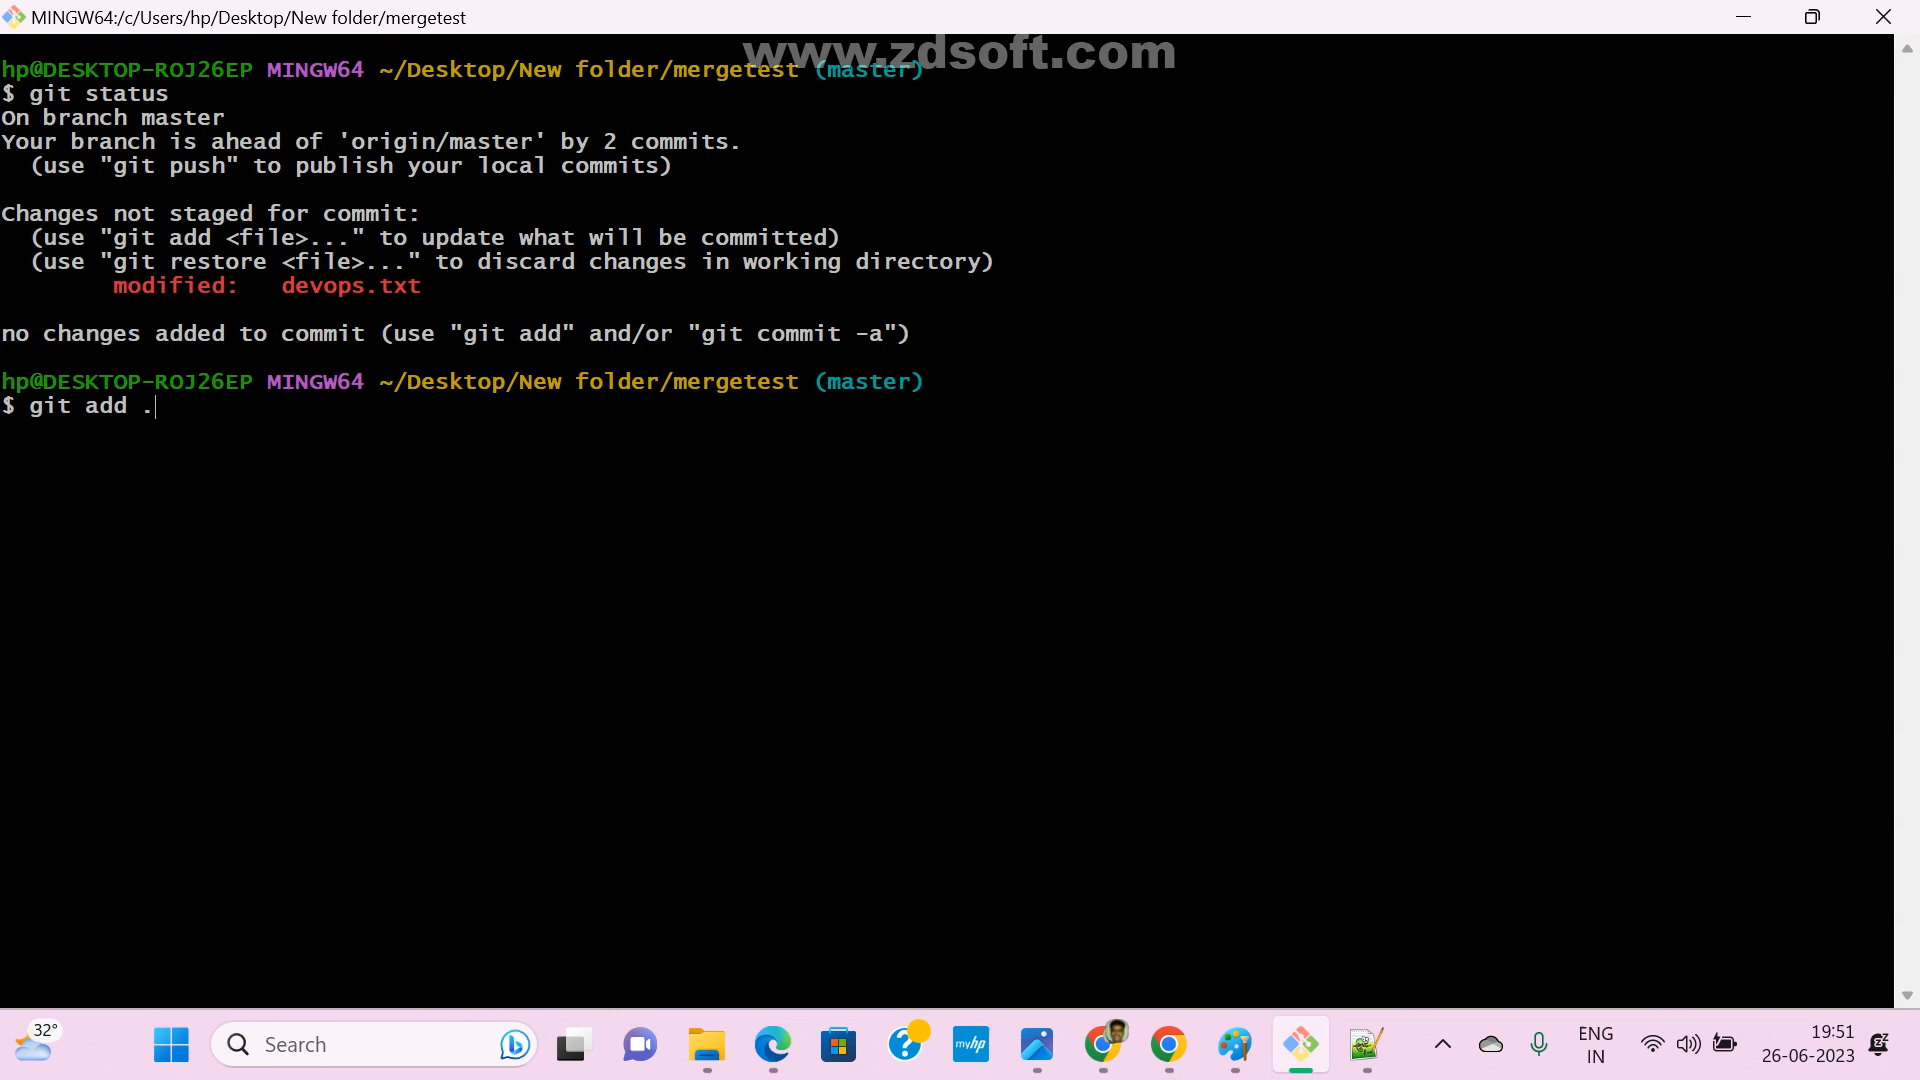 MINGW64:/c/Users/hp/Desktop/New folder/mergetest
www.zdsoft.com
hp@DESKTOP-ROJ26EP MINGW64 ~/Desktop/New folder/mergetest (master)
$ git status
On branch master
Your branch is ahead of 'origin/master' by 2 commits.
  (use "git push" to publish your local commits)

Changes not staged for commit:
  (use "git add <file>..." to update what will be committed)
  (use "git restore <file>..." to discard changes in working directory)
        modified:   devops.txt

no changes added to commit (use "git add" and/or "git commit -a")

hp@DESKTOP-ROJ26EP MINGW64 ~/Desktop/New folder/mergetest (master)
$ git add .
32°
Search
myhp
ENG
IN
19:51
26-06-2023